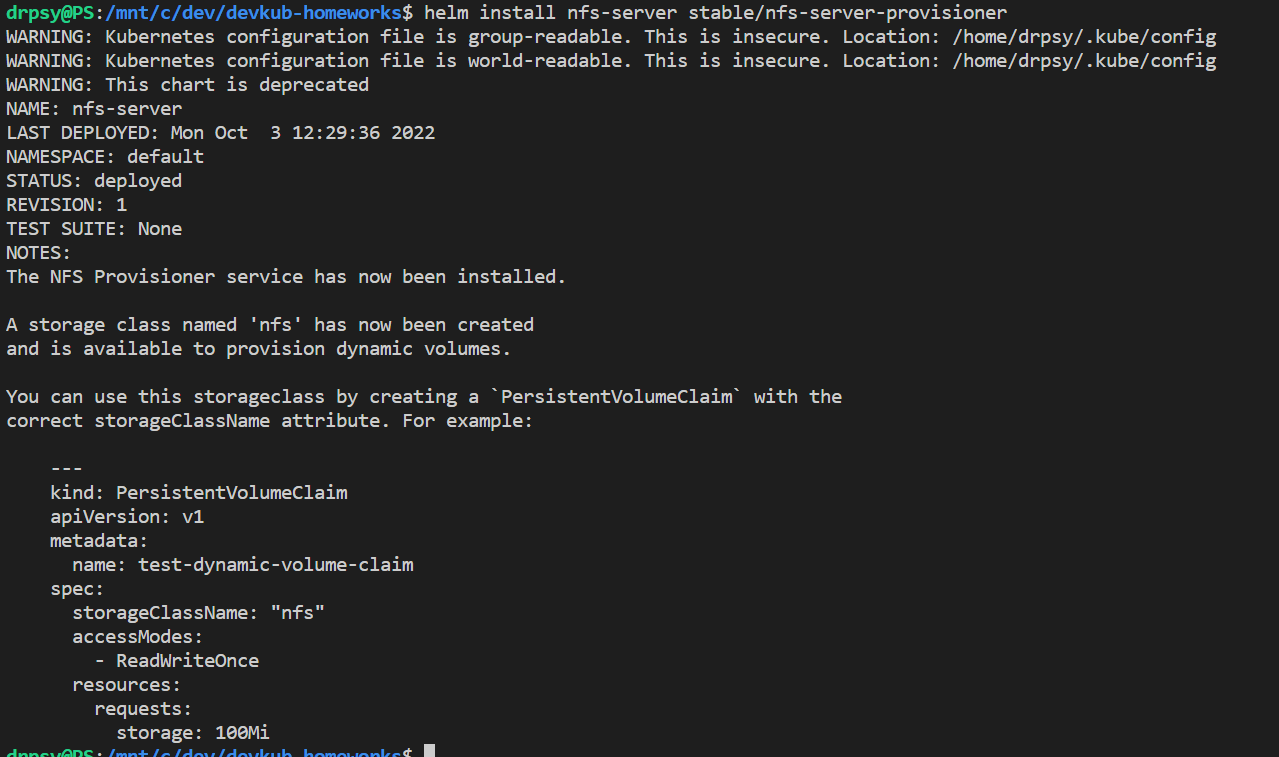 drpsy@PS:/mnt/c/dev/devkub-homeworks$ helm install nfs-server stable/nfs-server-provisioner
WARNING: Kubernetes configuration file is group-readable. This is insecure. Location: /home/drpsy/.kube/config
WARNING: Kubernetes configuration file is world-readable. This is insecure. Location: /home/drpsy/.kube/config
WARNING: This chart is deprecated
NAME: nfs-server
LAST DEPLOYED: Mon Oct  3 12:29:36 2022
NAMESPACE: default
STATUS: deployed
REVISION: 1
TEST SUITE: None
NOTES:
The NFS Provisioner service has now been installed.

A storage class named 'nfs' has now been created
and is available to provision dynamic volumes.

You can use this storageclass by creating a `PersistentVolumeClaim` with the
correct storageClassName attribute. For example:

    ---
    kind: PersistentVolumeClaim
    apiVersion: v1
    metadata:
      name: test-dynamic-volume-claim
    spec:
      storageClassName: "nfs"
      accessModes:
        - ReadWriteOnce
      resources:
        requests:
          storage: 100Mi
drpsy@PS:/mnt/c/dev/devkub-homeworks$